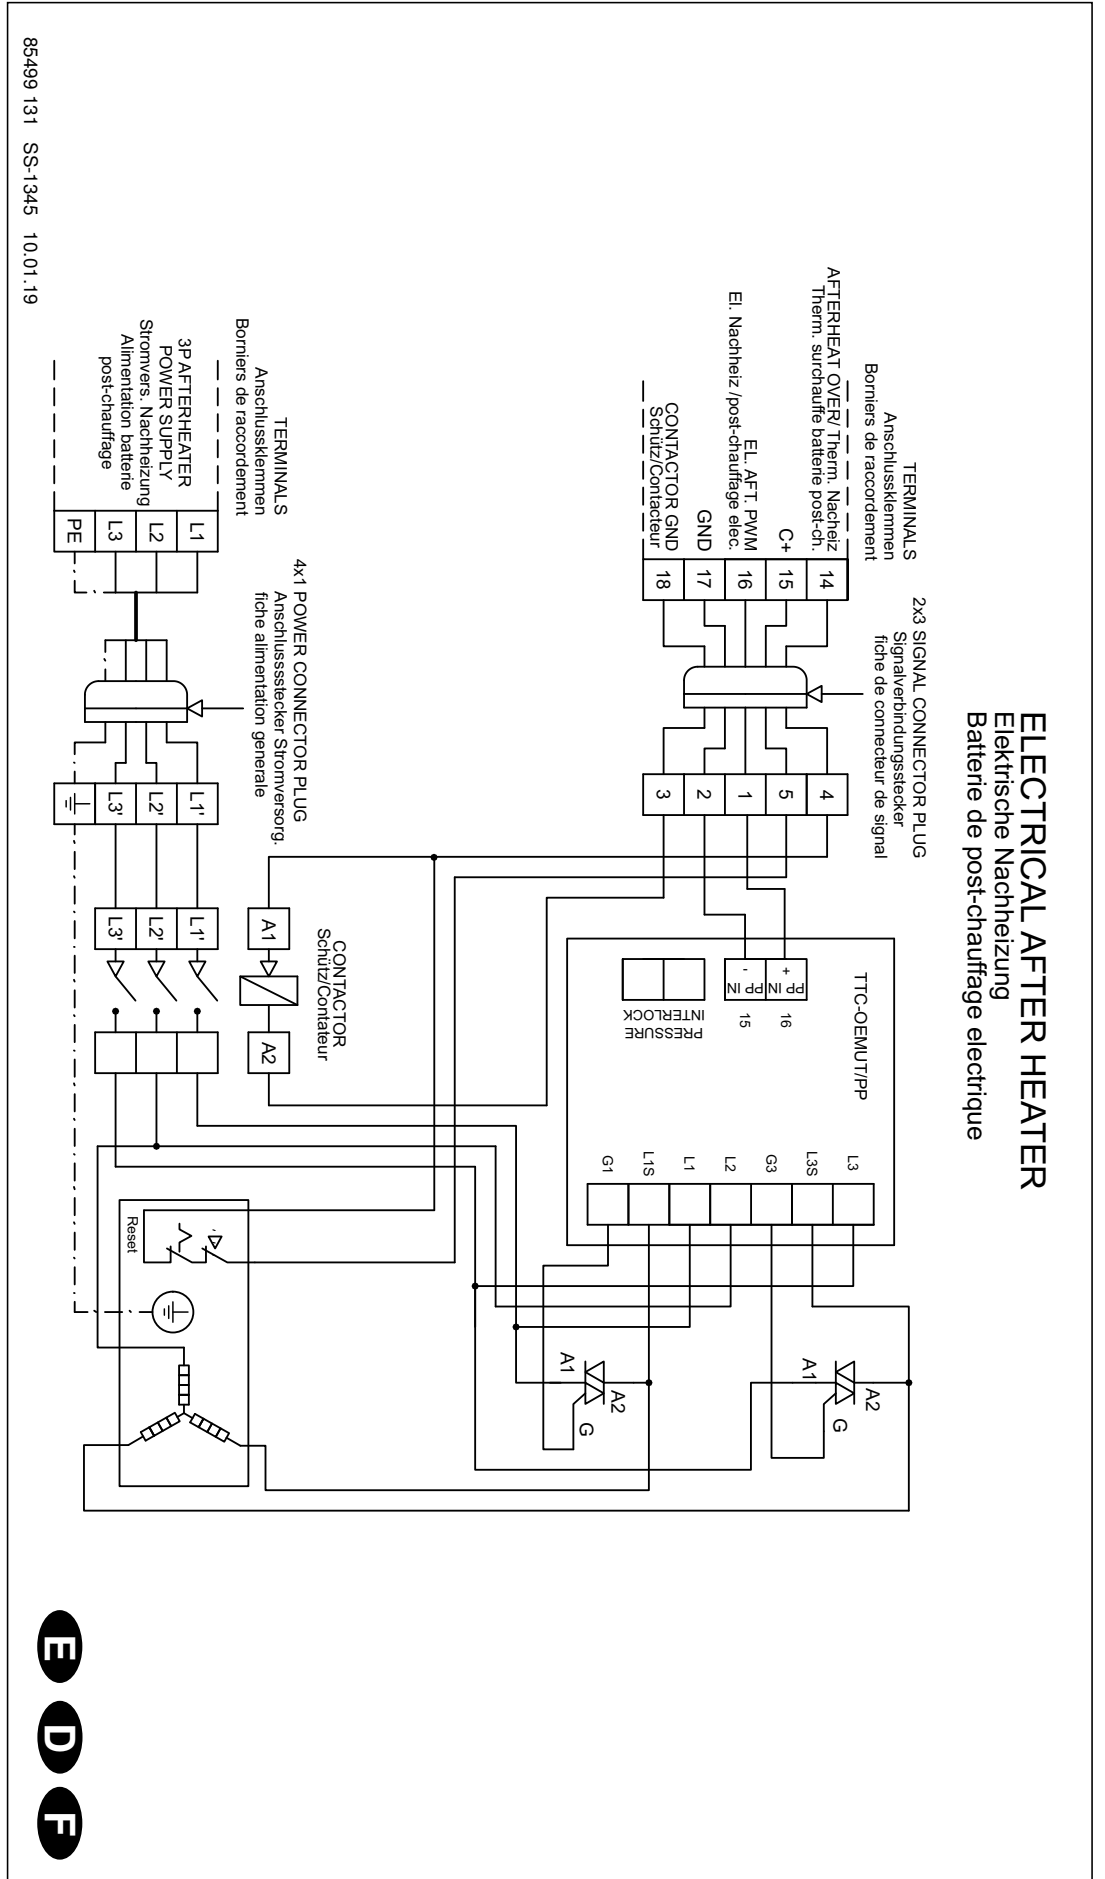 ELECTRICAL AFTER HEATER
Elektrische Nachheizung
Batterie de post-chauffage electrique
TERMINALS
Anschlussklemmen
Borniers de raccordement
2x3 SIGNAL CONNECTOR PLUG
Signalverbindungsstecker
fiche de connecteur de signal
AFTERHEAT OVER/ Therm. Nacheiz
Therm. surchauffe batterie post-ch.
C+
EL. AFT. PWM
El. Nachheiz /post-chauffage elec.
GND
CONTACTOR GND
Schütz/Contacteur
14
15
16
17
18
4
5
1
2
3
TTC-OEMUT/PP
+
PP IN
16
-
PP IN
15
PRESSURE
INTERLOCK
L3
L3S
G3
L2
L1
L1S
G1
A1
A2
G
A1
A2
G
CONTACTOR
Schütz/Contateur
A1
A2
TERMINALS
Anschlussklemmen
Borniers de raccordement
4x1 POWER CONNECTOR PLUG
Anschlussstecker Stromversorg.
fiche alimentation generale
3P AFTERHEATER
POWER SUPPLY
Stromvers. Nachheizung
Alimentation batterie
post-chauffage
L1
L2
L3
PE
L1'
L2'
L3'
L1'
L2'
L3'
Reset
85499 131 SS-1345 10.01.19
E D F